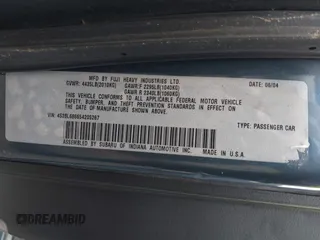 MFD BY FUJI HEAVY INDUSTRIES LTD. DATE: 08/04
GVWR: 4435LB(2010KG) GAWR:F 2295LB(1040KG)
GAWR:R 2340LB(1060KG)
THIS VEHICLE CONFORMS TO ALL APPLICABLE FEDERAL MOTOR VEHICLE
SAFETY, BUMPER, AND THEFT PREVENTION STANDARDS IN EFFECT ON
THE DATE OF MANUFACTURE SHOWN ABOVE.
TYPE: PASSENGER CAR
ASSEMBLED BY SUBARU OF INDIANA AUTOMOTIVE INC. MADE IN U.S.A.
DREAMBID